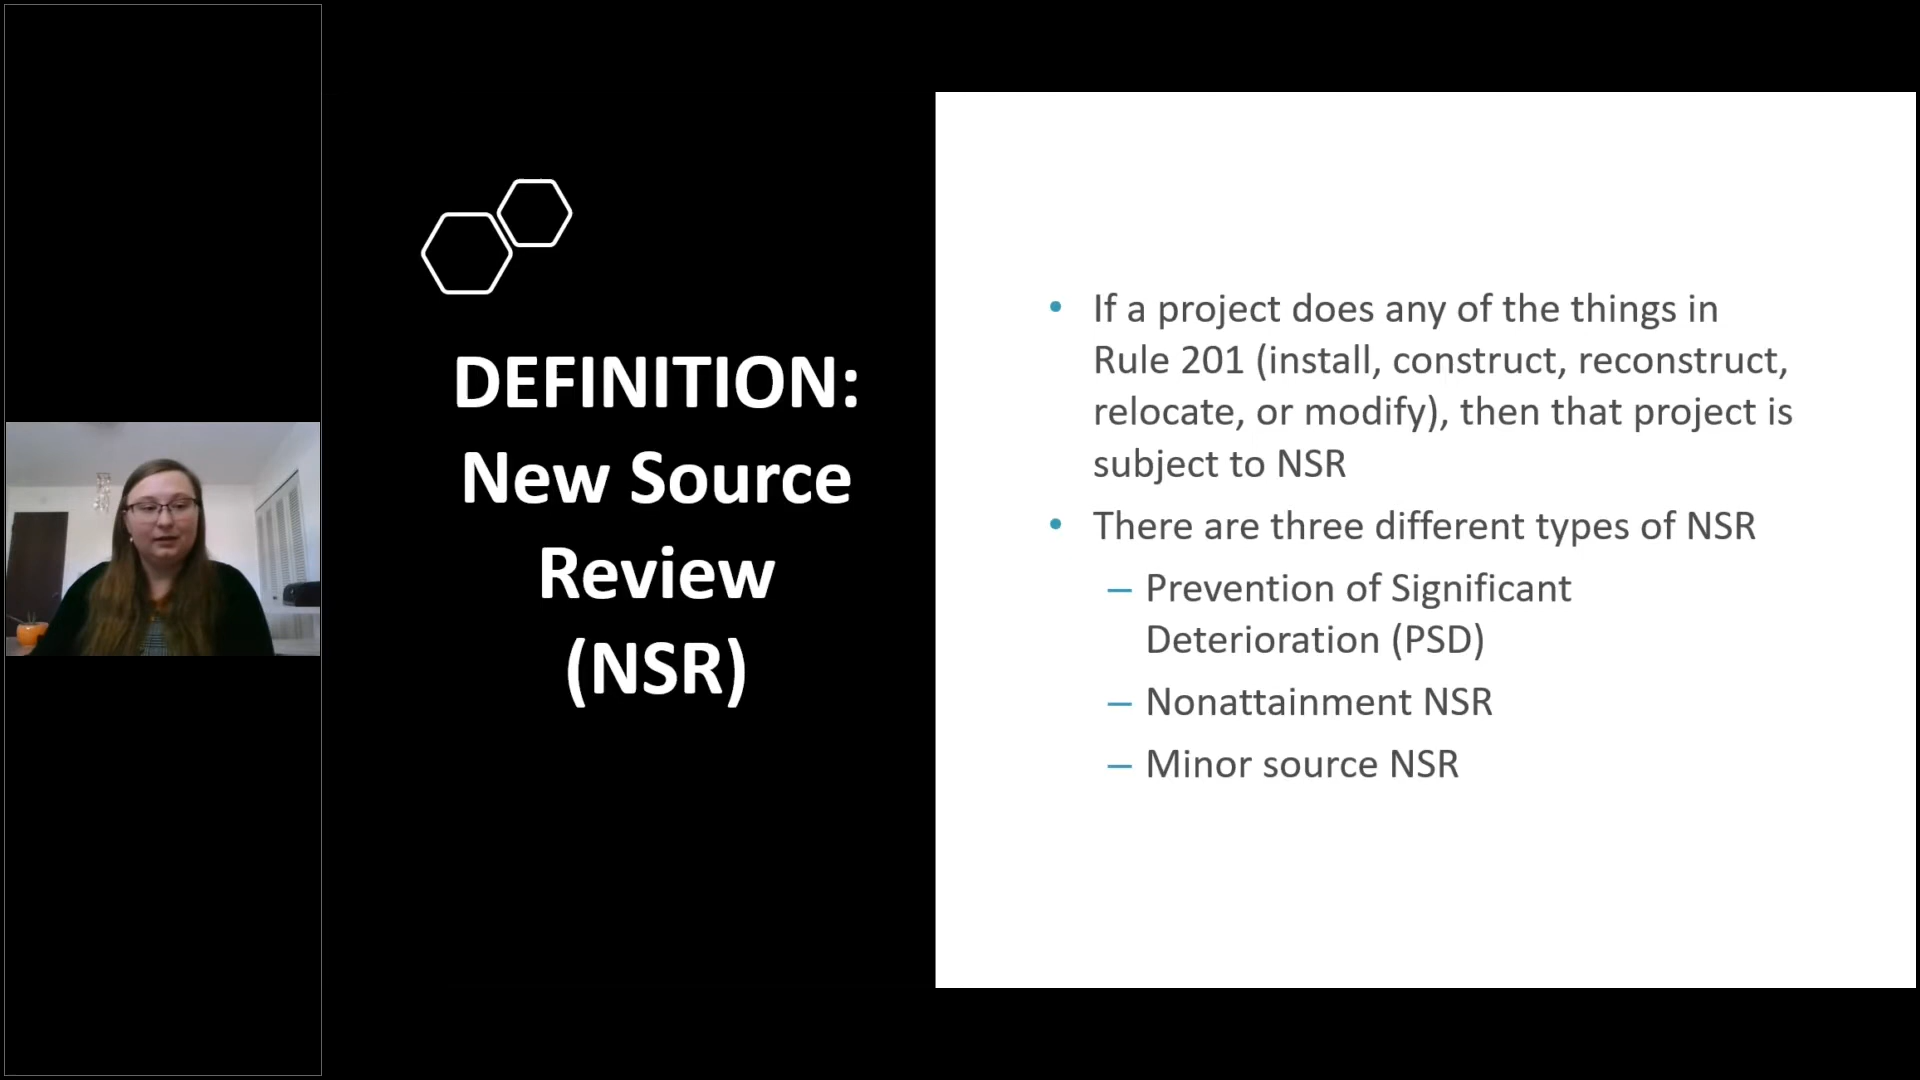 DEFINITION:
New Source
Review
(NSR)
• If a project does any of the things in
Rule 201 (install, construct, reconstruct,
relocate, or modify), then that project is
subject to NSR
• There are three different types of NSR
– Prevention of Significant
Deterioration (PSD)
– Nonattainment NSR
– Minor source NSR